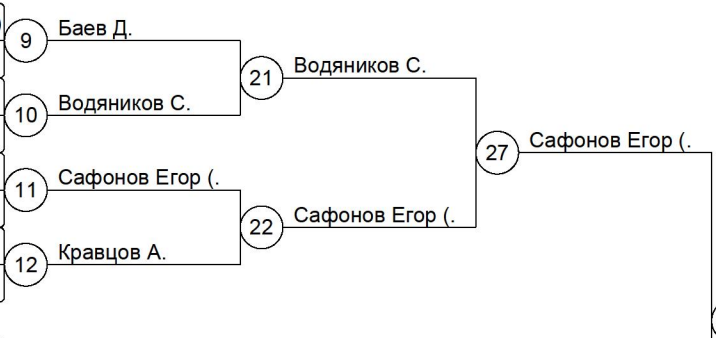 9 Баев Д.
21 Водяников С.
10 Водяников С.
27 Сафонов Егор (.
11 Сафонов Егор (.
22 Сафонов Егор (.
12 Кравцов А.